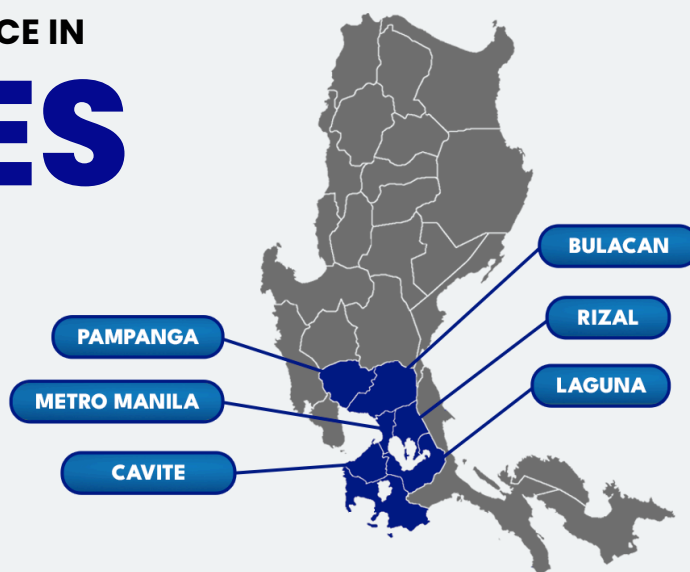 CE IN
ES
BULACAN
RIZAL
PAMPANGA
LAGUNA
METRO MANILA
CAVITE